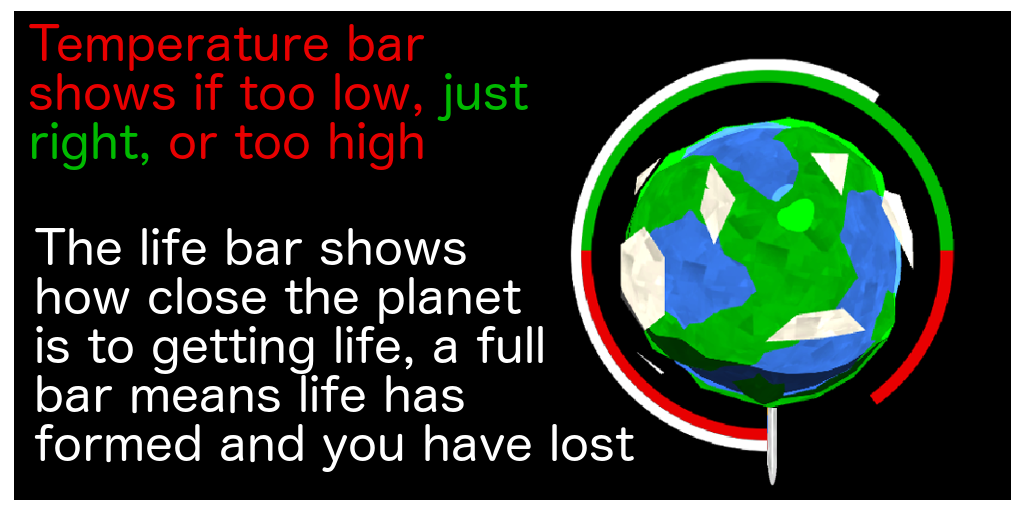 Temperature bar
shows if too low, just
right, or too high
The life bar shows
how close the planet
is to getting life, a full
bar means life has
formed and you have lost